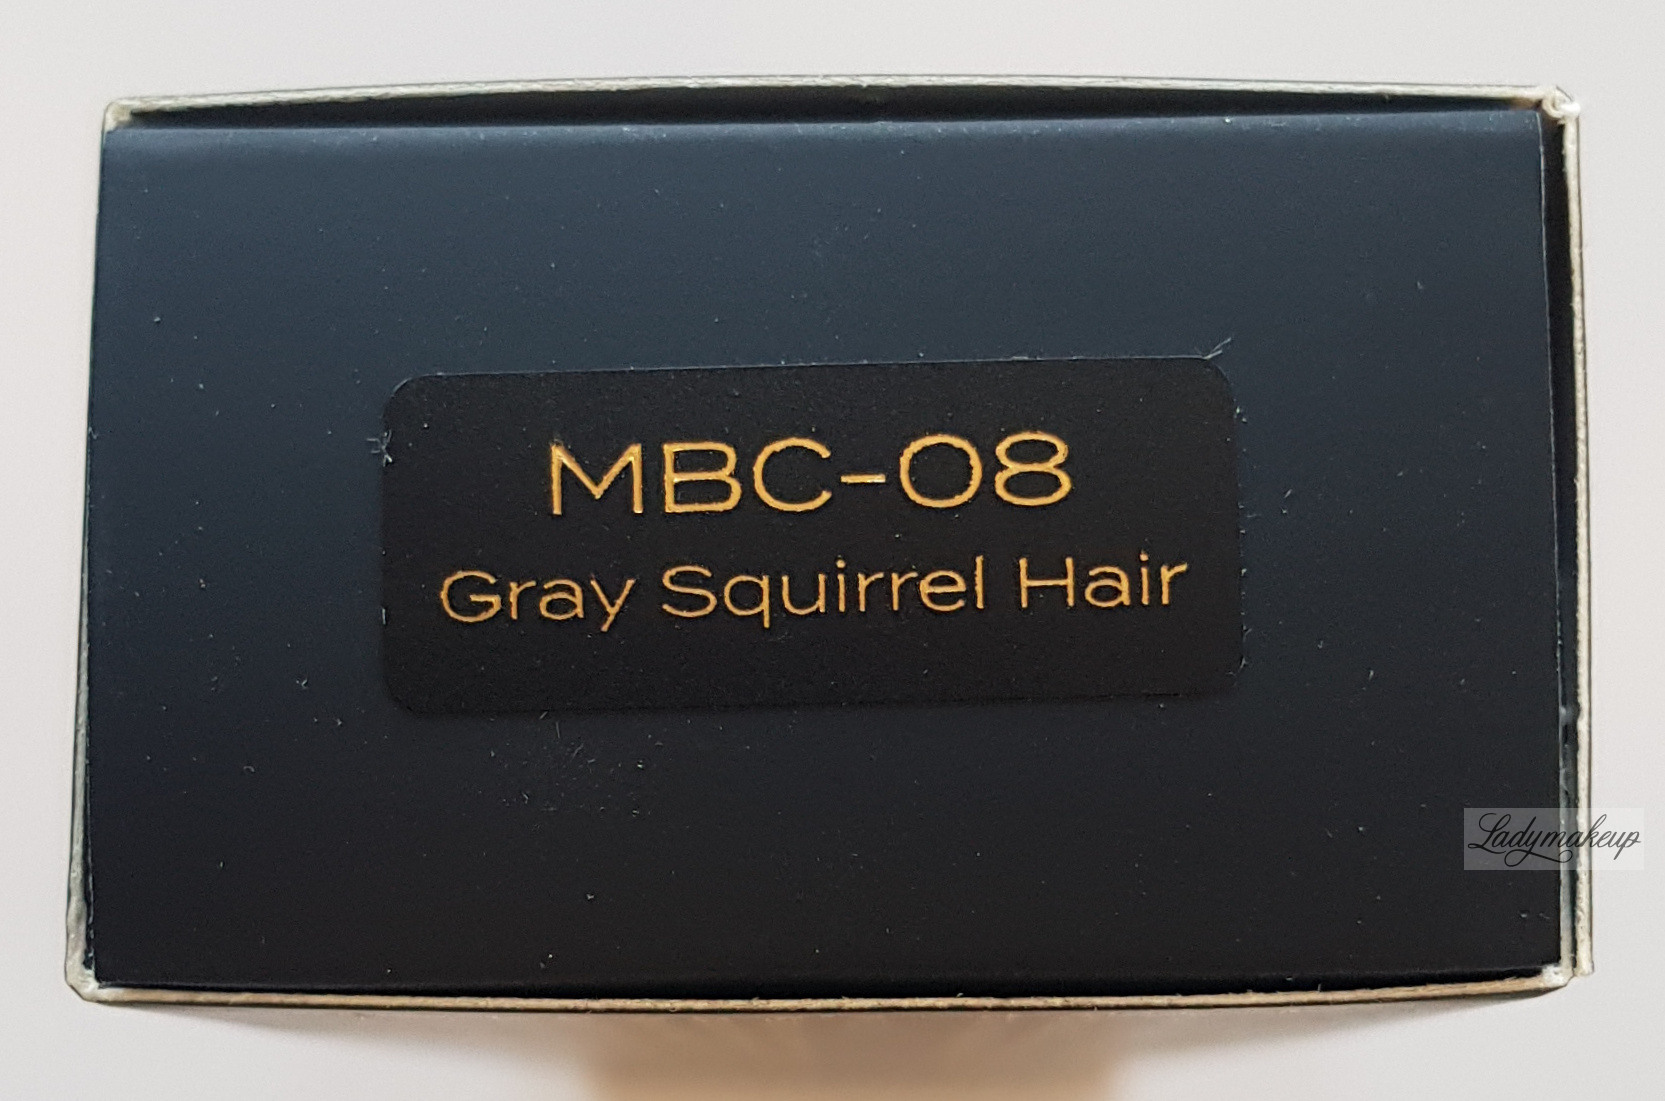 MBC-08
Gray Squirrel Hair
Ladymakeup